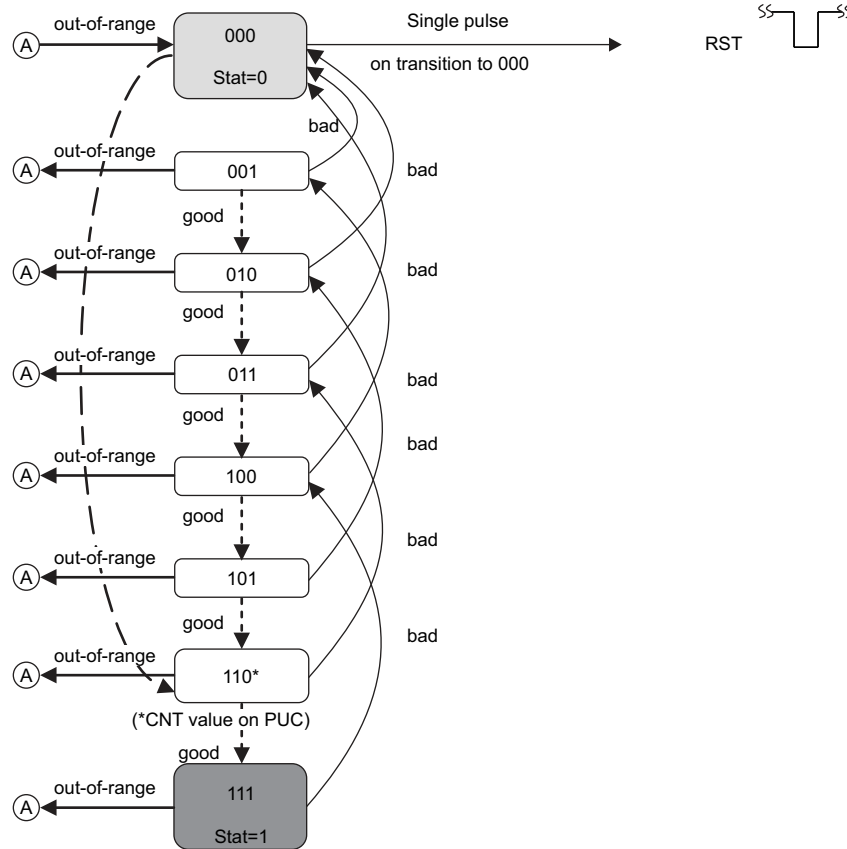 out-of-range
A
000
Stat=0
Single pulse
on transition to 000
RST
bad
out-of-range
A
001
bad
good
out-of-range
A
010
bad
good
out-of-range
A
011
bad
good
bad
out-of-range
A
100
good
bad
out-of-range
A
101
good
bad
out-of-range
A
110*
(*CNT value on PUC)
good
out-of-range
A
111
Stat=1